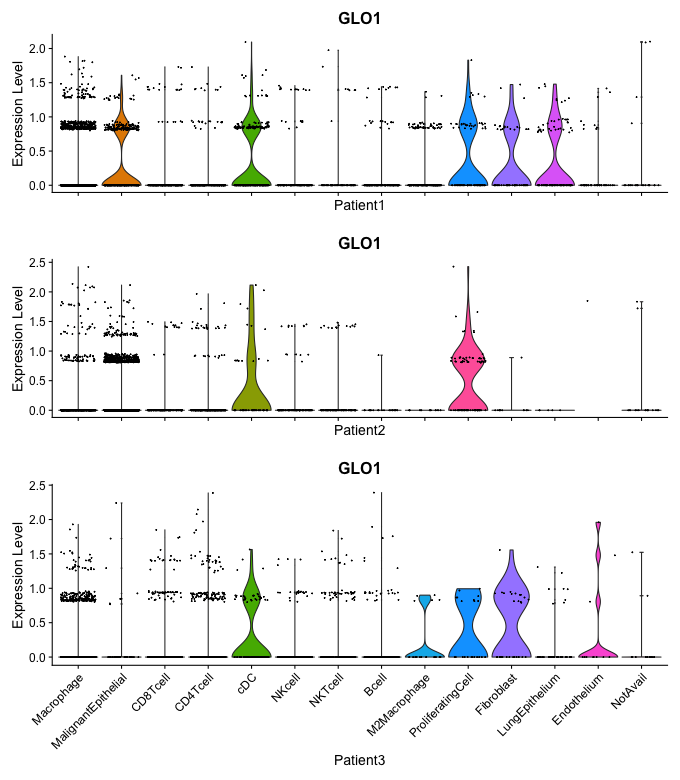 GLO1
Expression Level
2.0
1.5
1.0
0.5
0.0
Patient1
GLO1
Expression Level
2.5
2.0
1.5
1.0
0.5
0.0
Patient2
GLO1
Expression Level
2.5
2.0
1.5
1.0
0.5
0.0
Macrophage
MalignantEpithelial
CD8Tcell
CD4Tcell
cDC
NKcell
NKTcell
Bcell
M2Macrophage
ProliferatingCell
Fibroblast
LungEpithelium
Endothelium
NotAvail
Patient3